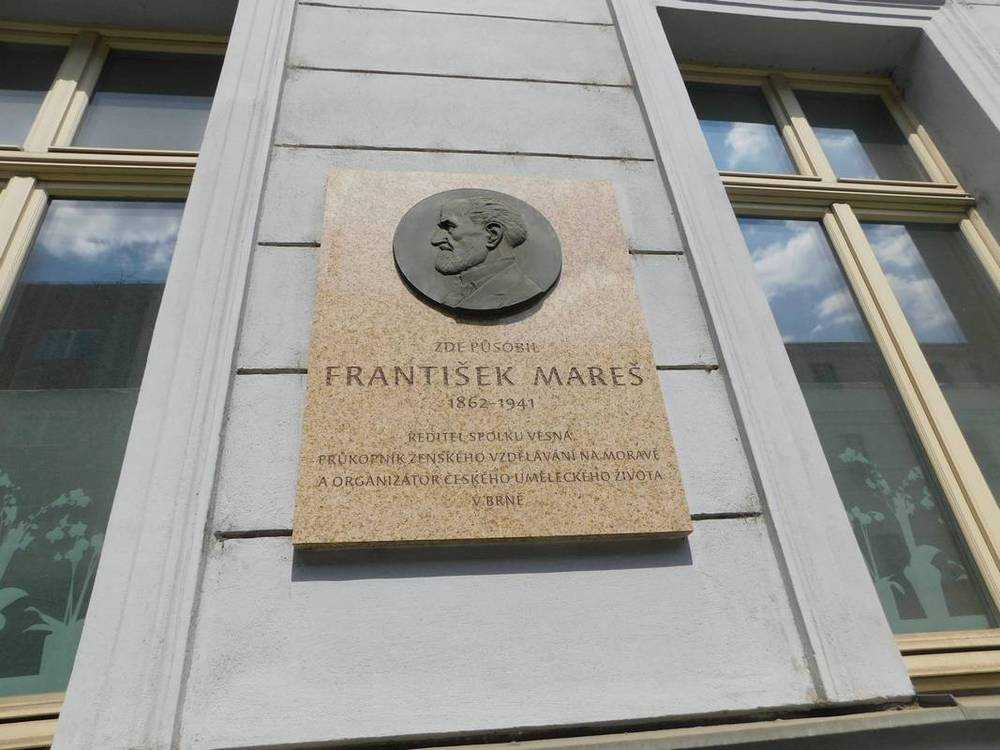 ZDE PŮSOBIL
FRANTIŠEK MAREŠ
1862–1941
ŘEDITEL SPOLKU VESNA,
PRŮKOPNÍK ŽENSKÉHO VZDĚLÁVÁNÍ NA MORAVĚ
A ORGANIZÁTOR ČESKÉHO UMĚLECKÉHO ŽIVOTA
V BRNĚ